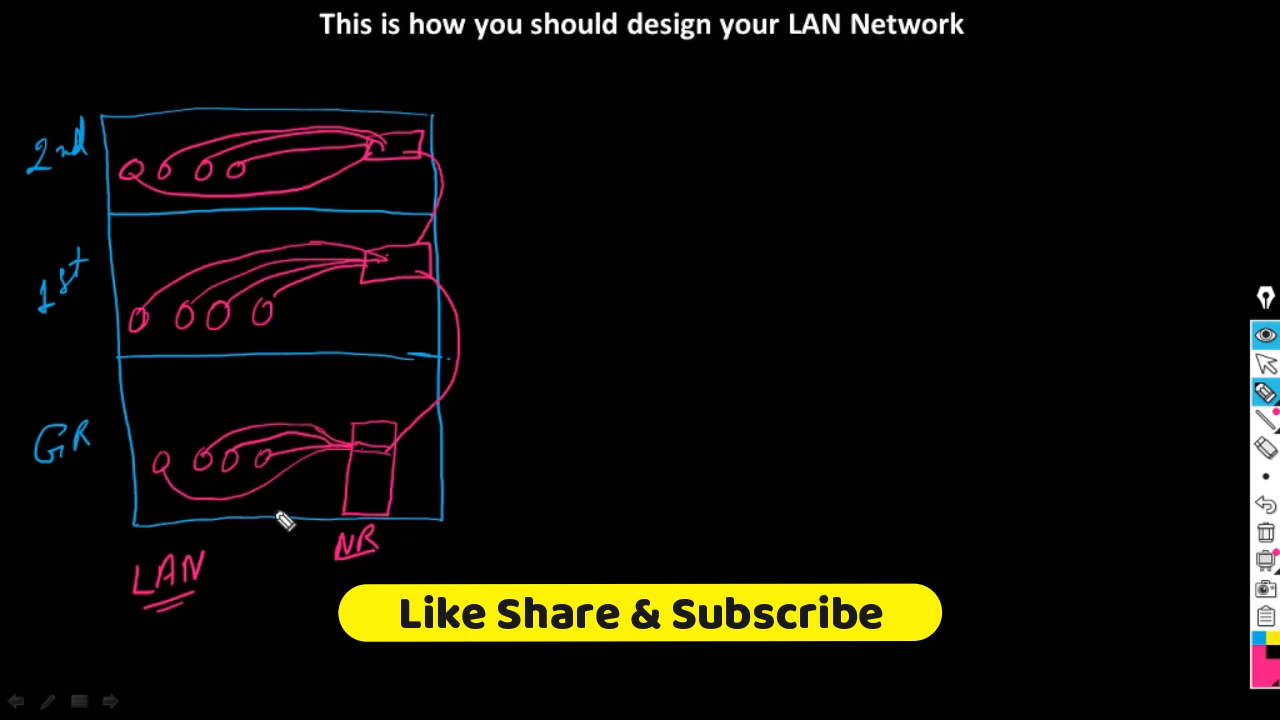 This is how you should design your LAN Network
2nd
1st
GR
NR
LAN
Like Share & Subscribe